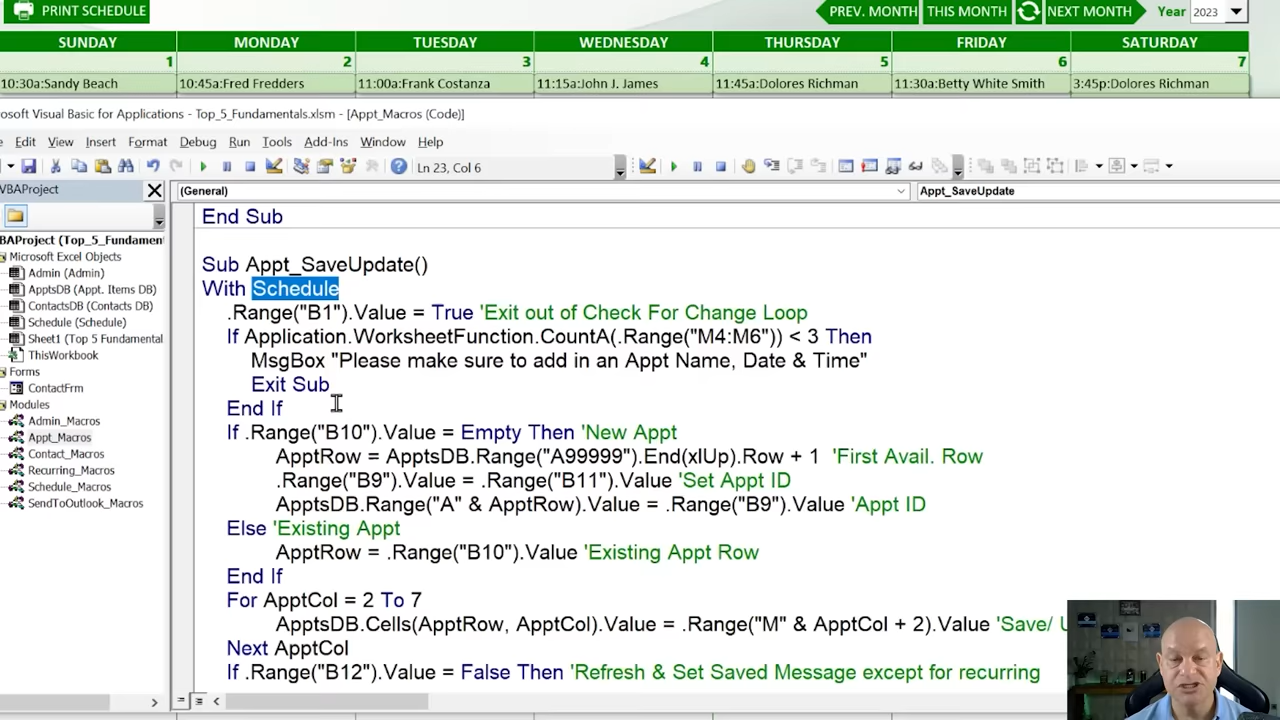 PRINT SCHEDULE
PREV. MONTH THIS MONTH NEXT MONTH Year 2023
SUNDAY MONDAY TUESDAY WEDNESDAY THURSDAY FRIDAY SATURDAY
1 2 3 4 5 6 7
10:30a:Sandy Beach 10:45a:Fred Fredders 11:00a:Frank Costanza 11:15a:John J. James 11:45a:Dolores Richman 11:30a:Betty White Smith 3:45p:Dolores Richman
osoft Visual Basic for Applications - Top_5_Fundamentals.xlsm - [Appt_Macros (Code)]
Edit View Insert Format Debug Run Tools Add-Ins Window Help
Ln 23, Col 6
VBAProject
(General) Appt_SaveUpdate
BAProject (Top_5_Fundamen
Microsoft Excel Objects
Admin (Admin)
ApptsDB (Appt. Items DB)
ContactsDB (Contacts DB)
Schedule (Schedule)
Sheet1 (Top 5 Fundamental
ThisWorkbook
Forms
ContactFrm
Modules
Admin_Macros
Appt_Macros
Contact_Macros
Recurring_Macros
Schedule_Macros
SendToOutlook_Macros
End Sub
Sub Appt_SaveUpdate()
With Schedule
.Range("B1").Value = True 'Exit out of Check For Change Loop
If Application.WorksheetFunction.CountA(.Range("M4:M6")) < 3 Then
MsgBox "Please make sure to add in an Appt Name, Date & Time"
Exit Sub
End If
If .Range("B10").Value = Empty Then 'New Appt
ApptRow = ApptsDB.Range("A99999").End(xlUp).Row + 1 'First Avail. Row
.Range("B9").Value = .Range("B11").Value 'Set Appt ID
ApptsDB.Range("A" & ApptRow).Value = .Range("B9").Value 'Appt ID
Else 'Existing Appt
ApptRow = .Range("B10").Value 'Existing Appt Row
End If
For ApptCol = 2 To 7
ApptsDB.Cells(ApptRow, ApptCol).Value = .Range("M" & ApptCol + 2).Value 'Save/ U
Next ApptCol
If .Range("B12").Value = False Then 'Refresh & Set Saved Message except for recurring